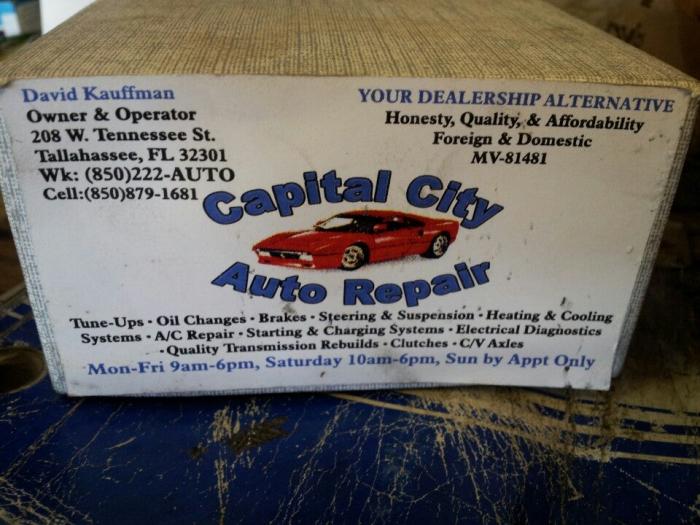 David Kauffman
Owner & Operator
208 W. Tennessee St.
Tallahassee, FL 32301
Wk: (850)222-AUTO
Cell:(850)879-1681
YOUR DEALERSHIP ALTERNATIVE
Honesty, Quality, & Affordability
Foreign & Domestic
MV-81481
Capital City
Auto Repair
Tune-Ups · Oil Changes · Brakes · Steering & Suspension · Heating & Cooling
Systems · A/C Repair · Starting & Charging Systems · Electrical Diagnostics
· Quality Transmission Rebuilds · Clutches · C/V Axles
Mon-Fri 9am-6pm, Saturday 10am-6pm, Sun by Appt Only